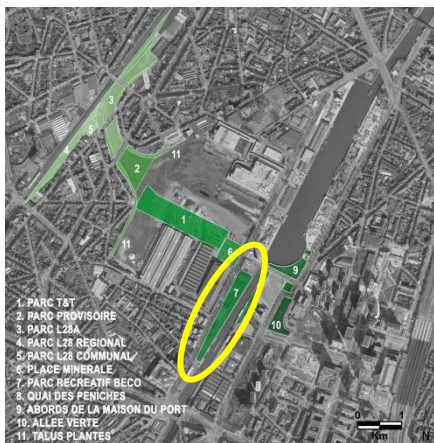 3
5
4
2
11
1
11
6
9
7
8
10
1. PARC T&T
2. PARC PROVISOIRE
3. PARC L28A
4. PARC L28 REGIONAL
5. PARC L28 COMMUNAL
6. PLACE MINERALE
7. PARC RECREATIF BECO
8. QUAI DES PENICHES
9. ABORDS DE LA MAISON DU PORT
10. ALLEE VERTE
11. TALUS PLANTES
0 1
Km N